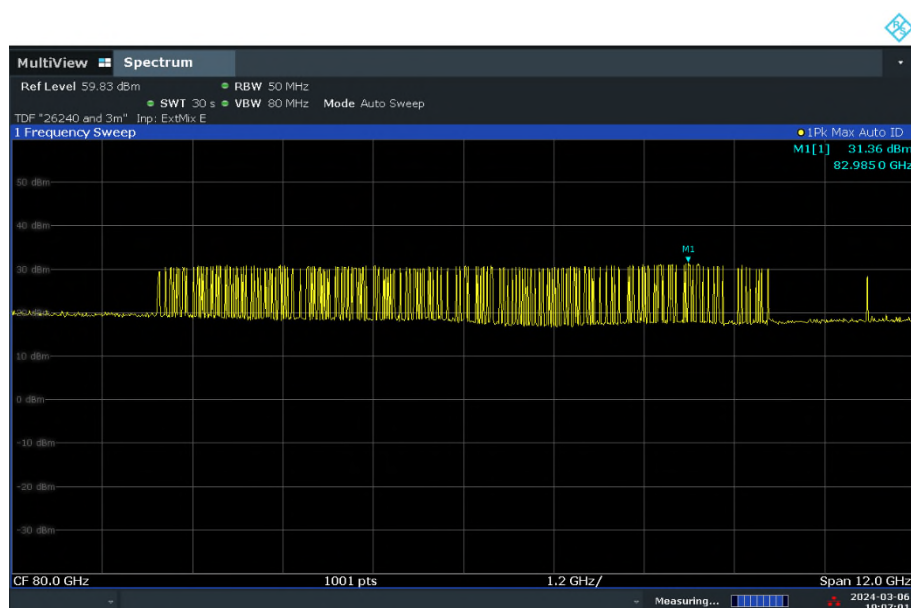 R&S
MultiView Spectrum
Ref Level 59.83 dBm RBW 50 MHz
SWT 30 s VBW 80 MHz Mode Auto Sweep
TDF "26240 and 3m" Inp: ExtMix E
1 Frequency Sweep 1Pk Max Auto ID
M1[1] 31.36 dBm
82.9850 GHz
50 dBm
40 dBm
M1
30 dBm
20 dBm
10 dBm
0 dBm
-10 dBm
-20 dBm
-30 dBm
CF 80.0 GHz 1001 pts 1.2 GHz/ Span 12.0 GHz
Measuring... 2024-03-06